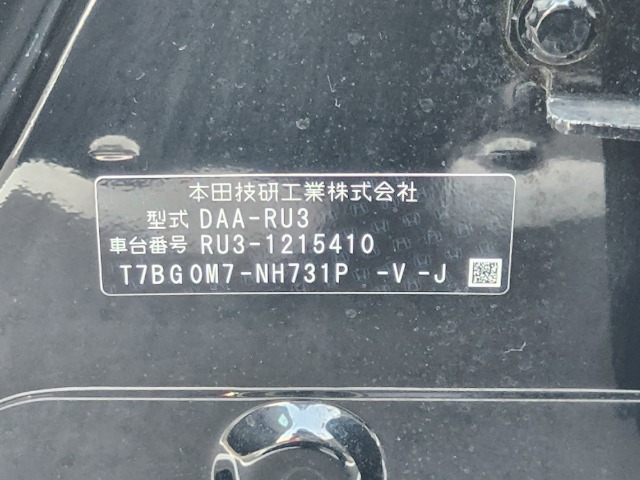 本田技研工業株式会社
型式 DAA-RU3
車台番号 RU3-1215410
T7BG0M7-NH731P -V -J